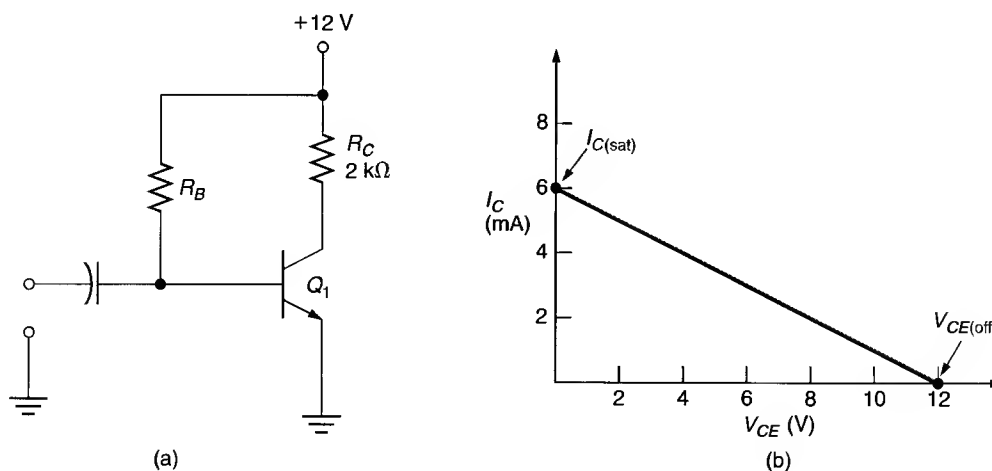 +12 V
R_C
2 kΩ
R_B
Q_1
(a)
8
I_C(sat)
6
I_C
(mA)
4
2
V_CE(off
2 4 6 8 10 12
V_CE (V)
(b)